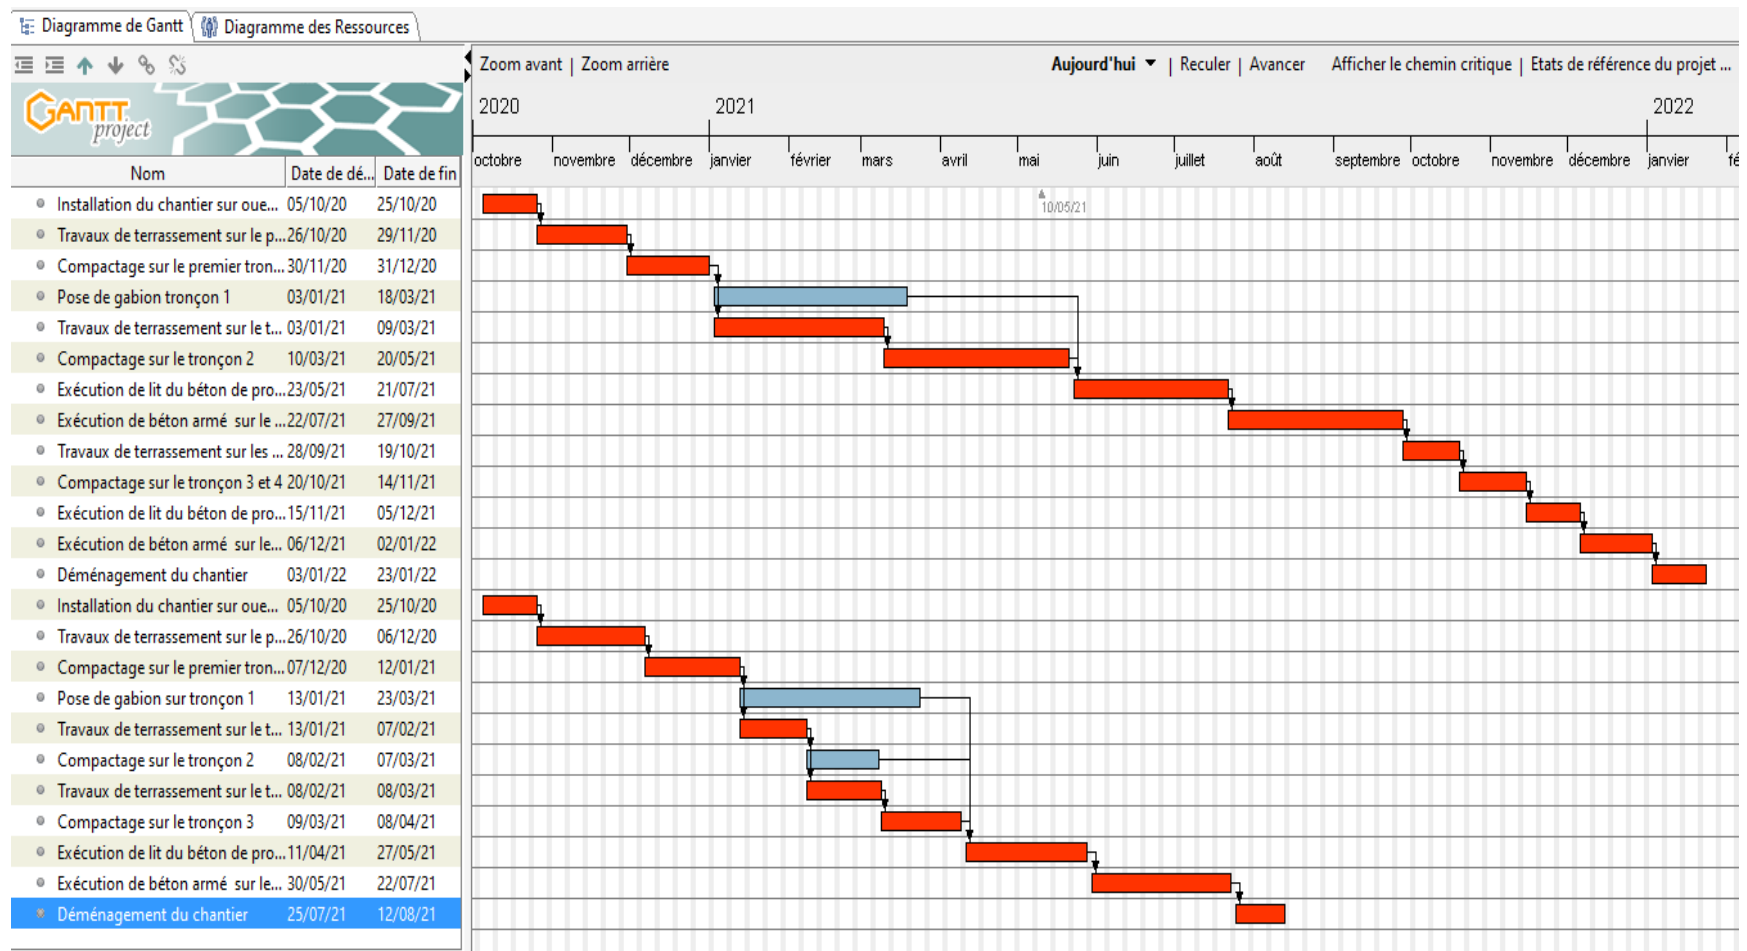 Diagramme de Gantt Diagramme des Ressources
Zoom avant | Zoom arrière Aujourd'hui | Reculer | Avancer Afficher le chemin critique | Etats de référence du projet ...
GANTT project
2020 2021 2022
octobre novembre décembre janvier février mars avril mai juin juillet août septembre octobre novembre décembre janvier fé
Nom Date de dé... Date de fin
10/05/21
Installation du chantier sur oue... 05/10/20 25/10/20
Travaux de terrassement sur le p... 26/10/20 29/11/20
Compactage sur le premier tron... 30/11/20 31/12/20
Pose de gabion tronçon 1 03/01/21 18/03/21
Travaux de terrassement sur le t... 03/01/21 09/03/21
Compactage sur le tronçon 2 10/03/21 20/05/21
Exécution de lit du béton de pro... 23/05/21 21/07/21
Exécution de béton armé sur le ... 22/07/21 27/09/21
Travaux de terrassement sur les ... 28/09/21 19/10/21
Compactage sur le tronçon 3 et 4 20/10/21 14/11/21
Exécution de lit du béton de pro... 15/11/21 05/12/21
Exécution de béton armé sur le... 06/12/21 02/01/22
Déménagement du chantier 03/01/22 23/01/22
Installation du chantier sur oue... 05/10/20 25/10/20
Travaux de terrassement sur le p... 26/10/20 06/12/20
Compactage sur le premier tron... 07/12/20 12/01/21
Pose de gabion sur tronçon 1 13/01/21 23/03/21
Travaux de terrassement sur le t... 13/01/21 07/02/21
Compactage sur le tronçon 2 08/02/21 07/03/21
Travaux de terrassement sur le t... 08/02/21 08/03/21
Compactage sur le tronçon 3 09/03/21 08/04/21
Exécution de lit du béton de pro... 11/04/21 27/05/21
Exécution de béton armé sur le... 30/05/21 22/07/21
Déménagement du chantier 25/07/21 12/08/21